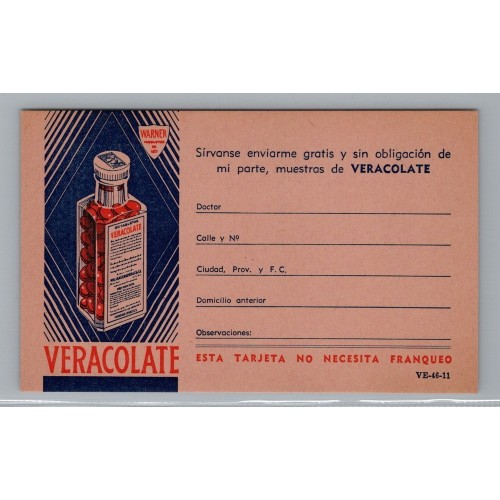 WARNER
Sírvanse enviarme gratis y sin obligación de
mi parte, muestras de VERACOLATE
Doctor
Calle y Nº
Ciudad, Prov. y F. C.
Domicilio anterior
Observaciones:
VERACOLATE
VERACOLATE
ESTA TARJETA NO NECESITA FRANQUEO
VE-46-11